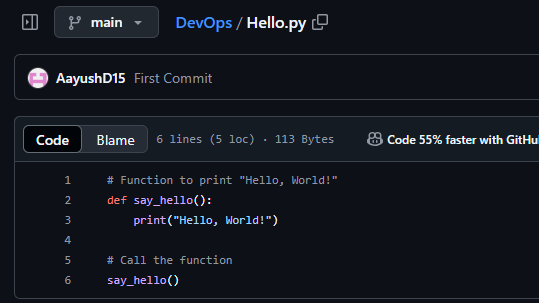 main
DevOps / Hello.py
AayushD15 First Commit
Code Blame 6 lines (5 loc) · 113 Bytes Code 55% faster with GitHu
1 # Function to print "Hello, World!"
2 def say_hello():
3     print("Hello, World!")
4
5 # Call the function
6 say_hello()